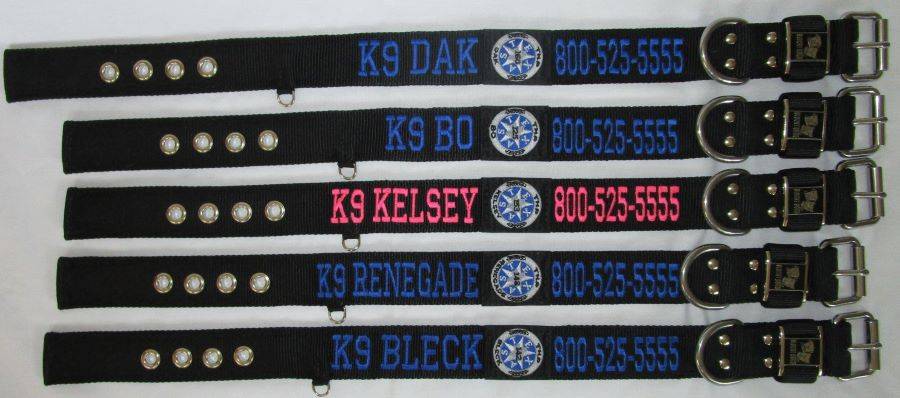 K9 DAK 800-525-5555
K9 BO 800-525-5555
K9 KELSEY 800-525-5555
K9 RENEGADE 800-525-5555
K9 BLECK 800-525-5555